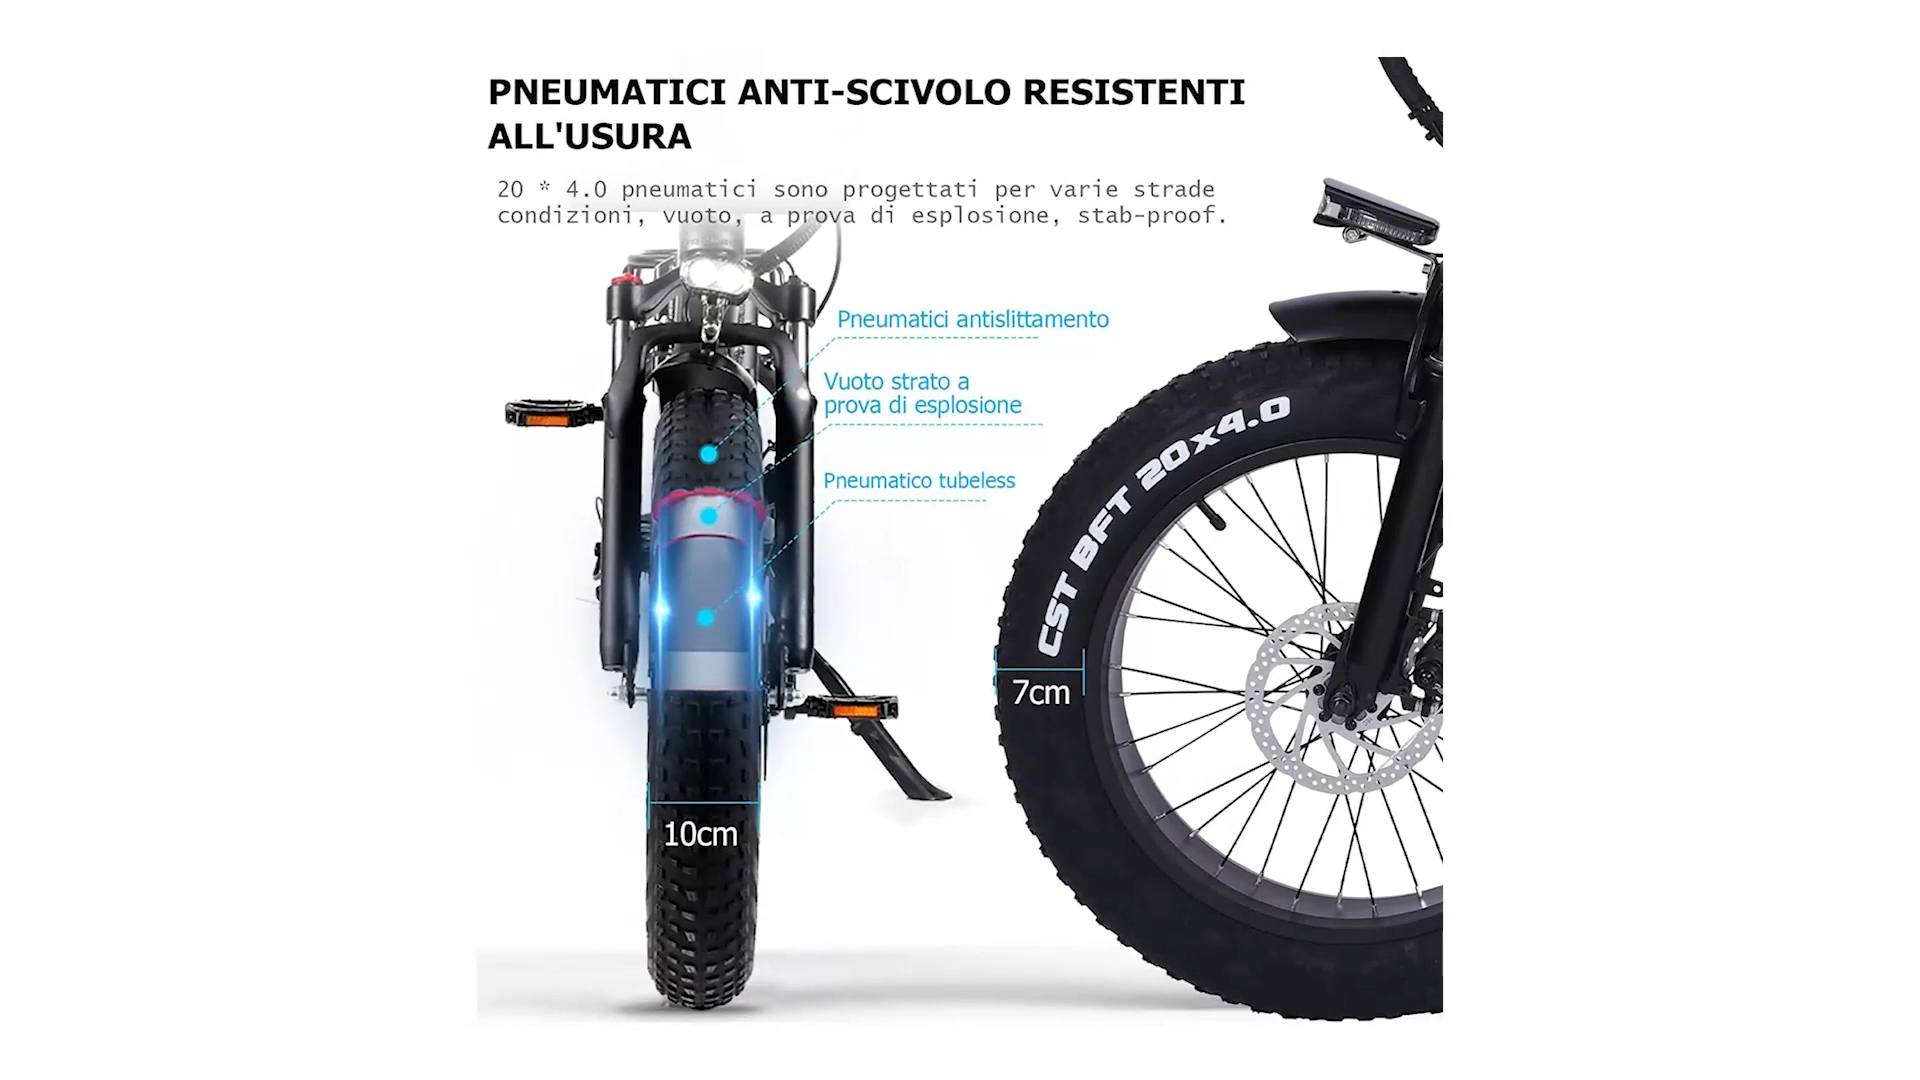 PNEUMATICI ANTI-SCIVOLO RESISTENTI
ALL'USURA
20 * 4.0 pneumatici sono progettati per varie strade
condizioni, vuoto, a prova di esplosione, stab-proof.
Pneumatici antislittamento
Vuoto strato a
prova di esplosione
Pneumatico tubeless
CST BFT 20x4.0
7cm
10cm